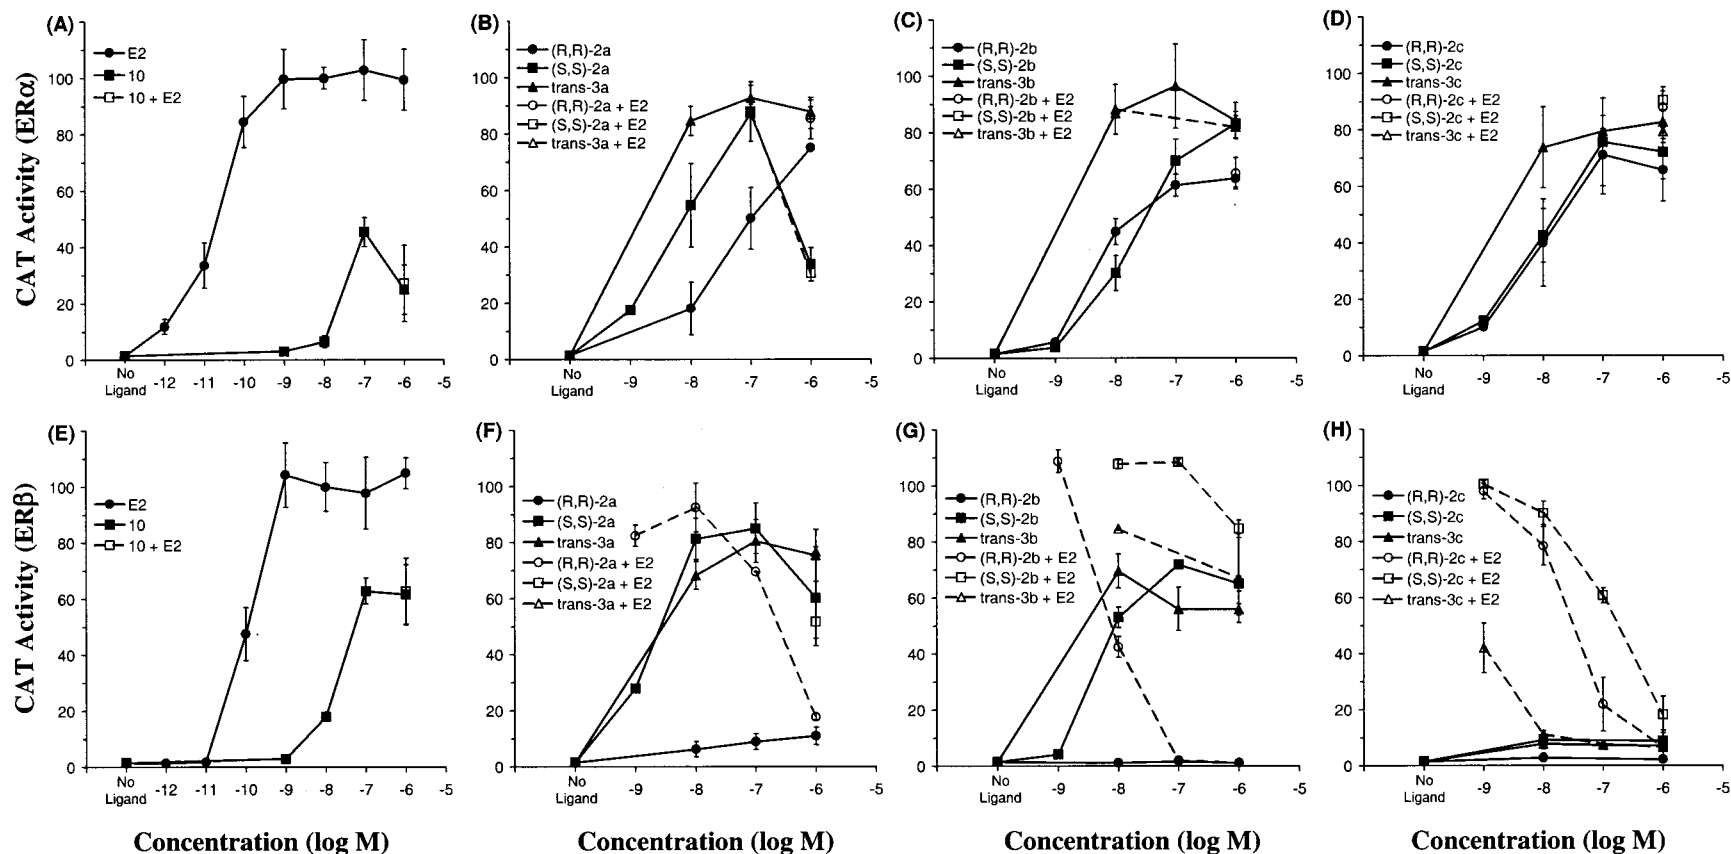 (A)
E2
10
10 + E2
CAT Activity (ERα)
100
80
60
40
20
0
No Ligand
-12
-11
-10
-9
-8
-7
-6
-5
(B)
(R,R)-2a
(S,S)-2a
trans-3a
(R,R)-2a + E2
(S,S)-2a + E2
trans-3a + E2
100
80
60
40
20
0
No Ligand
-9
-8
-7
-6
-5
(C)
(R,R)-2b
(S,S)-2b
trans-3b
(R,R)-2b + E2
(S,S)-2b + E2
trans-3b + E2
100
80
60
40
20
0
No Ligand
-9
-8
-7
-6
-5
(D)
(R,R)-2c
(S,S)-2c
trans-3c
(R,R)-2c + E2
(S,S)-2c + E2
trans-3c + E2
100
80
60
40
20
0
No Ligand
-9
-8
-7
-6
-5
(E)
E2
10
10 + E2
CAT Activity (ERβ)
100
80
60
40
20
0
No Ligand
-12
-11
-10
-9
-8
-7
-6
-5
Concentration (log M)
(F)
(R,R)-2a
(S,S)-2a
trans-3a
(R,R)-2a + E2
(S,S)-2a + E2
trans-3a + E2
100
80
60
40
20
0
No Ligand
-9
-8
-7
-6
-5
Concentration (log M)
(G)
(R,R)-2b
(S,S)-2b
trans-3b
(R,R)-2b + E2
(S,S)-2b + E2
trans-3b + E2
100
80
60
40
20
0
No Ligand
-9
-8
-7
-6
-5
Concentration (log M)
(H)
(R,R)-2c
(S,S)-2c
trans-3c
(R,R)-2c + E2
(S,S)-2c + E2
trans-3c + E2
100
80
60
40
20
0
No Ligand
-9
-8
-7
-6
-5
Concentration (log M)